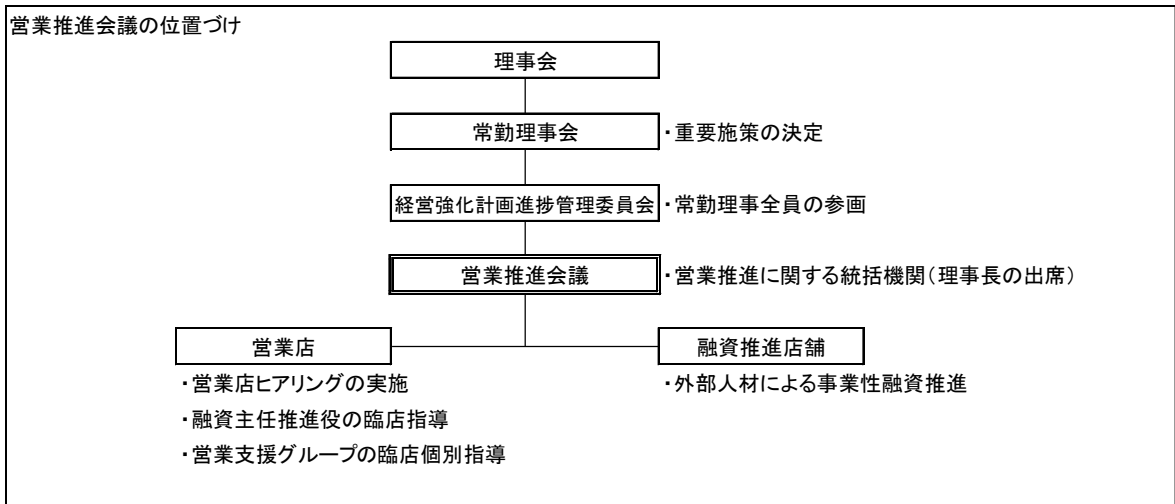 営業推進会議の位置づけ
理事会
常勤理事会
・重要施策の決定
経営強化計画進捗管理委員会
・常勤理事全員の参画
営業推進会議
・営業推進に関する統括機関（理事長の出席）
営業店
融資推進店舗
・営業店ヒアリングの実施
・外部人材による事業性融資推進
・融資主任推進役の臨店指導
・営業支援グループの臨店個別指導